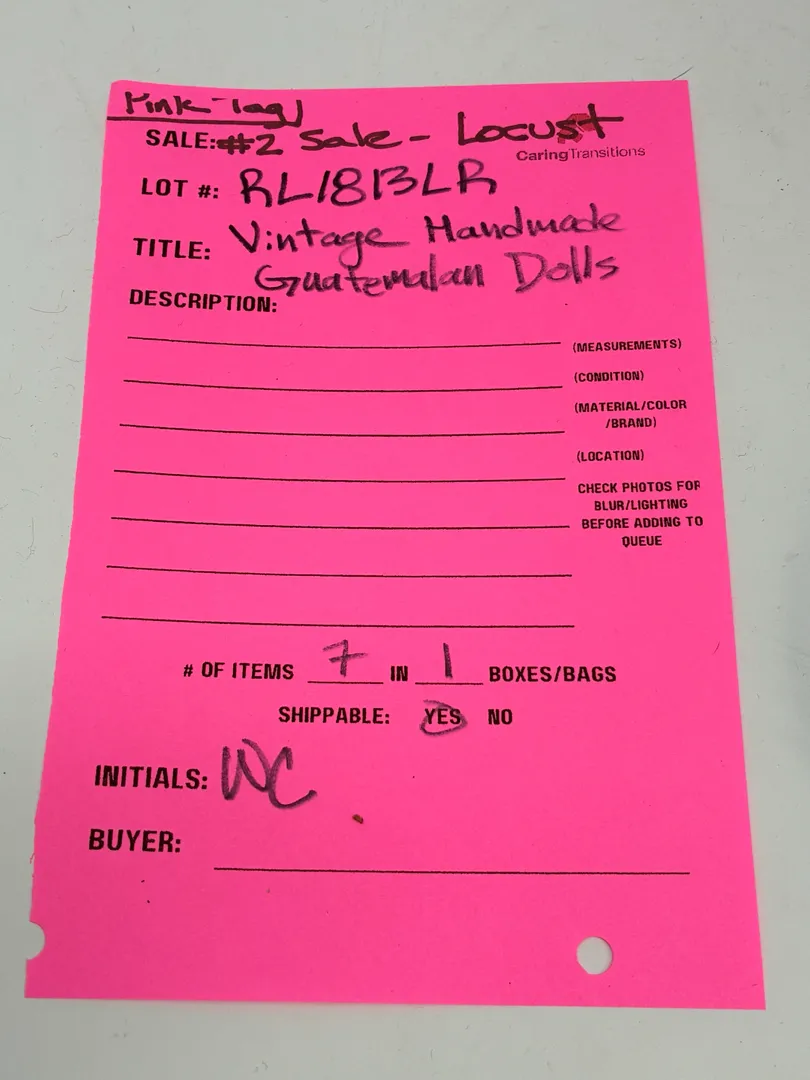 Pink-Tag
SALE: #2 Sale - Locust
CaringTransitions
LOT #: RL1813LR
TITLE: Vintage Handmade
Guatemalan Dolls
DESCRIPTION:
(MEASUREMENTS)
(CONDITION)
(MATERIAL/COLOR
/BRAND)
(LOCATION)
CHECK PHOTOS FOR
BLUR/LIGHTING
BEFORE ADDING TO
QUEUE
# OF ITEMS 7 IN 1 BOXES/BAGS
SHIPPABLE: YES NO
INITIALS: WC
BUYER: